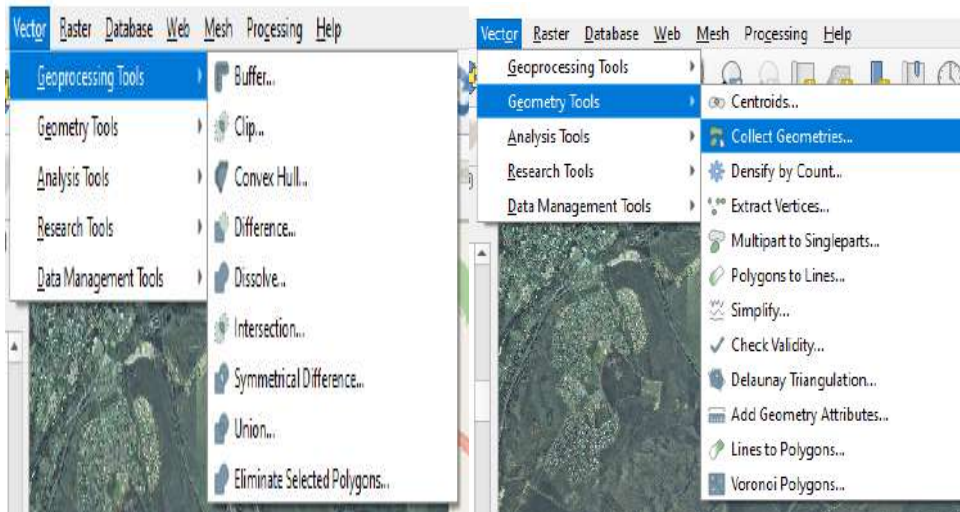 Vector Raster Database Web Mesh Processing Help
Geoprocessing Tools
Geometry Tools
Analysis Tools
Research Tools
Data Management Tools
Buffer...
Clip...
Convex Hull...
Difference...
Dissolve...
Intersection...
Symmetrical Difference...
Union...
Eliminate Selected Polygons...
Vector Raster Database Web Mesh Processing Help
Geoprocessing Tools
Geometry Tools
Analysis Tools
Research Tools
Data Management Tools
Centroids...
Collect Geometries...
Densify by Count...
Extract Vertices...
Multipart to Singleparts...
Polygons to Lines...
Simplify...
Check Validity...
Delaunay Triangulation...
Add Geometry Attributes...
Lines to Polygons...
Voronoi Polygons...